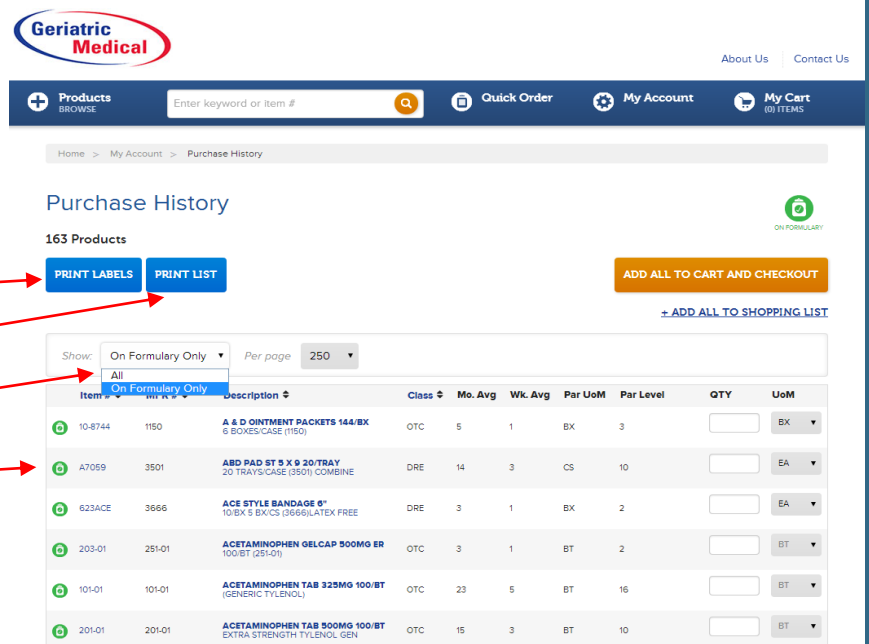 Geriatric
Medical
About Us Contact Us
Products
BROWSE
Enter keyword or item #
Quick Order
My Account
My Cart
(0) ITEMS
Home > My Account > Purchase History
Purchase History
ON FORMULARY
163 Products
PRINT LABELS PRINT LIST
ADD ALL TO CART AND CHECKOUT
+ ADD ALL TO SHOPPING LIST
Show: On Formulary Only Per page 250
All
On Formulary Only
Item # Description Class Mo. Avg Wk. Avg Par UoM Par Level QTY UoM
10-8744 1150 A & D OINTMENT PACKETS 144/BX OTC 5 1 BX 3 BX
6 BOXES/CASE (1150)
A7059 3501 ABD PAD ST 5 X 9 20/TRAY DRE 14 3 CS 10 EA
20 TRAYS/CASE (3501) COMBINE
623ACE 3666 ACE STYLE BANDAGE 6" DRE 3 1 BX 2 EA
10/BX 5 BX/CS (3666)LATEX FREE
203-01 251-01 ACETAMINOPHEN GELCAP 500MG ER OTC 3 1 BT 2 BT
100/BT (251-01)
101-01 101-01 ACETAMINOPHEN TAB 325MG 100/BT OTC 23 5 BT 16 BT
(GENERIC TYLENOL)
201-01 201-01 ACETAMINOPHEN TAB 500MG 100/BT OTC 15 3 BT 10 BT
EXTRA STRENGTH TYLENOL GEN